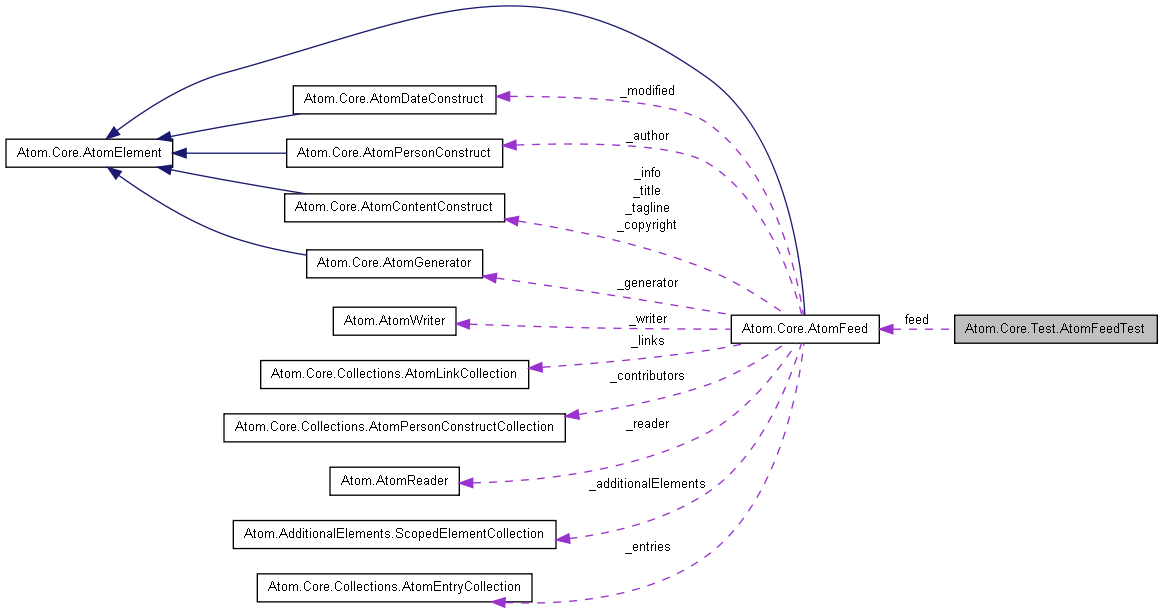 _modified
Atom.Core.AtomDateConstruct
_author
Atom.Core.AtomElement
Atom.Core.AtomPersonConstruct
_info
_title
_tagline
_copyright
Atom.Core.AtomContentConstruct
Atom.Core.AtomGenerator
_generator
Atom.AtomWriter
_writer
Atom.Core.AtomFeed
feed
Atom.Core.Test.AtomFeedTest
_links
Atom.Core.Collections.AtomLinkCollection
_contributors
Atom.Core.Collections.AtomPersonConstructCollection
_reader
Atom.AtomReader
_additionalElements
Atom.AdditionalElements.ScopedElementCollection
_entries
Atom.Core.Collections.AtomEntryCollection